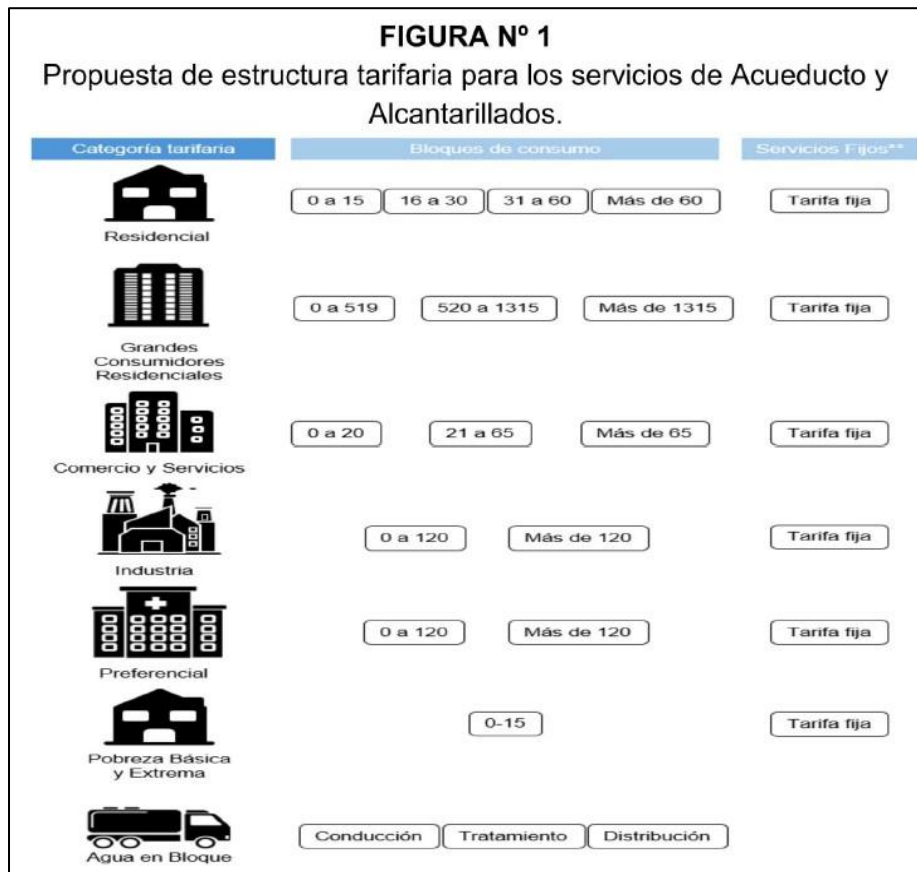 FIGURA Nº 1
Propuesta de estructura tarifaria para los servicios de Acueducto y
Alcantarillados.
Categoría tarifaria Bloques de consumo Servicios Fijos**
0 a 15 16 a 30 31 a 60 Más de 60 Tarifa fija
Residencial
0 a 519 520 a 1315 Más de 1315 Tarifa fija
Grandes
Consumidores
Residenciales
0 a 20 21 a 65 Más de 65 Tarifa fija
Comercio y Servicios
0 a 120 Más de 120 Tarifa fija
Industria
0 a 120 Más de 120 Tarifa fija
Preferencial
0-15 Tarifa fija
Pobreza Básica
y Extrema
Conducción Tratamiento Distribución
Agua en Bloque